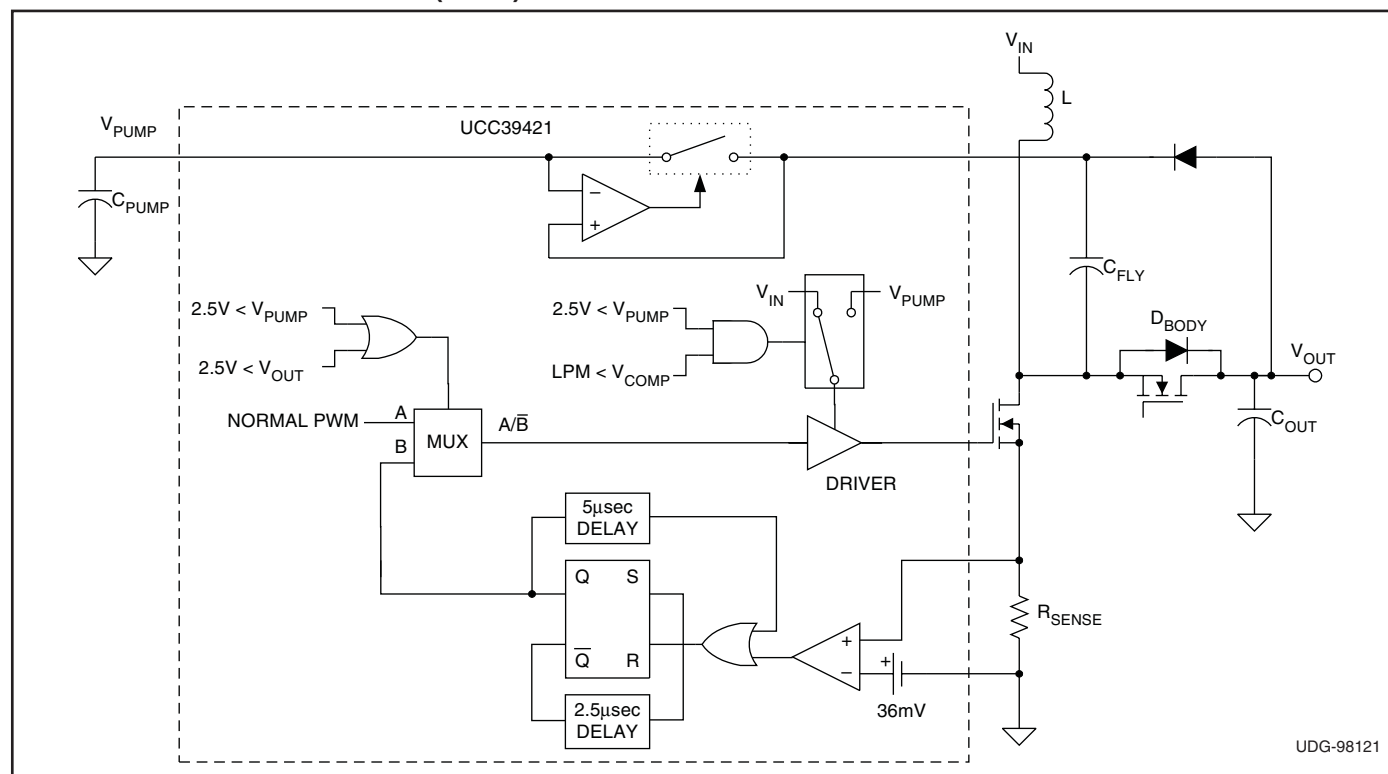 V_IN
L
V_PUMP
UCC39421
C_PUMP
C_FLY
2.5V < V_PUMP
2.5V < V_OUT
2.5V < V_PUMP
LPM < V_COMP
V_IN
V_PUMP
D_BODY
V_OUT
C_OUT
NORMAL PWM
A
B
MUX
A/B̅
DRIVER
5μsec
DELAY
Q
S
Q̅
R
2.5μsec
DELAY
+
−
+
−
+
36mV
R_SENSE
UDG-98121